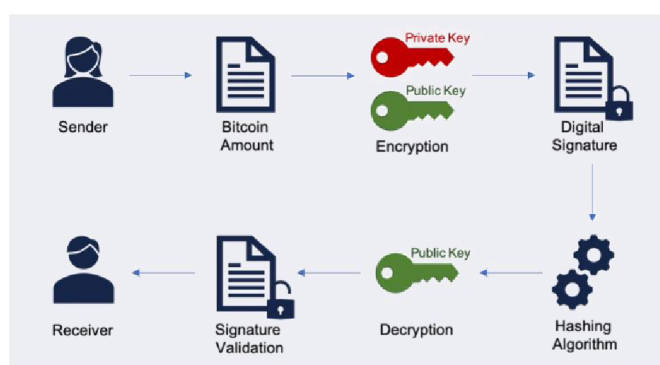 Private Key
Public Key
Sender
Bitcoin
Amount
Encryption
Digital
Signature
Public Key
Receiver
Signature
Validation
Decryption
Hashing
Algorithm